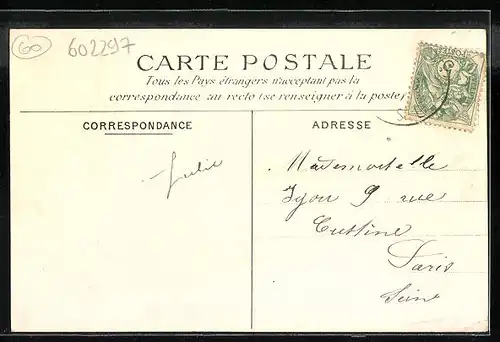 60
602297
CARTE POSTALE
Tous les Pays étrangers n'acceptant pas la
correspondance au recto (se renseigner à la poste)
CORRESPONDANCE
ADRESSE
Julie
Mademoiselle
9 rue
Paris
Seine